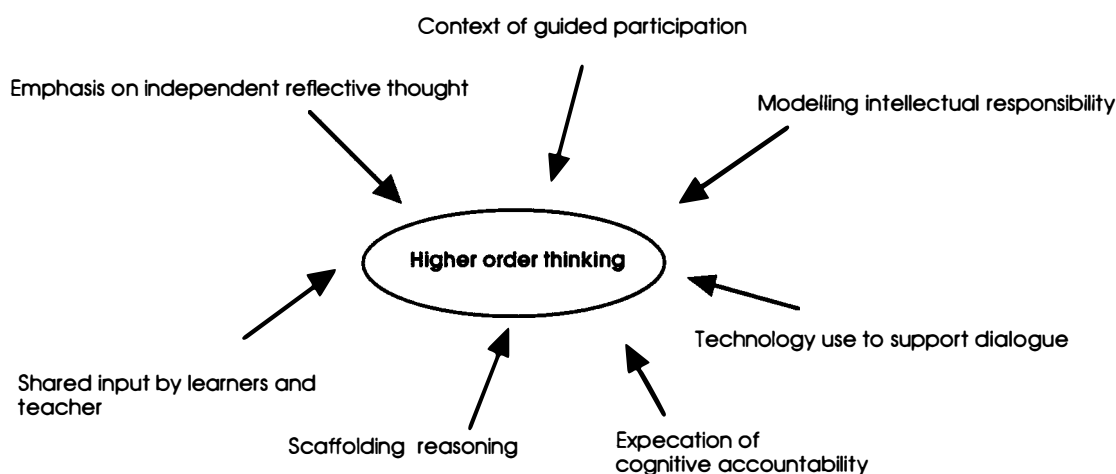 Context of guided participation
Emphasis on independent reflective thought
Modelling intellectual responsibility
Higher order thinking
Technology use to support dialogue
Shared input by learners and
teacher
Scaffolding reasoning
Expecation of
cognitive accountability